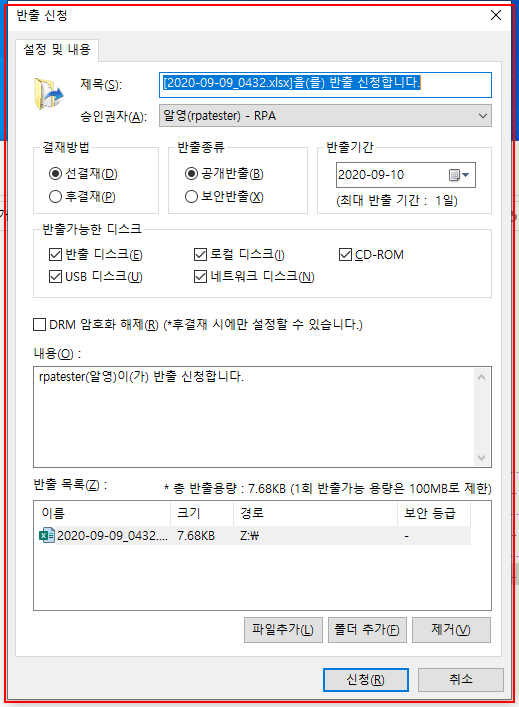 반출 신청
설정 및 내용
제목(S): [2020-09-09_0432.xlsx]을(를) 반출 신청합니다.
승인권자(A): 알영(rpatester) - RPA
결재방법 반출종류 반출기간
선결재(D) 공개반출(B) 2020-09-10
후결재(P) 보안반출(X) (최대 반출 기간 : 1일)
반출가능한 디스크
반출 디스크(E) 로컬 디스크(I) CD-ROM
USB 디스크(U) 네트워크 디스크(N)
DRM 암호화 해제(R) (*후결재 시에만 설정할 수 있습니다.)
내용(O) :
rpatester(알영)이(가) 반출 신청합니다.
반출 목록(Z) : * 총 반출용량 : 7.68KB (1회 반출가능 용량은 100MB로 제한)
이름 크기 경로 보안 등급
2020-09-09_0432.... 7.68KB Z:₩ -
파일추가(L) 폴더 추가(F) 제거(V)
신청(R) 취소